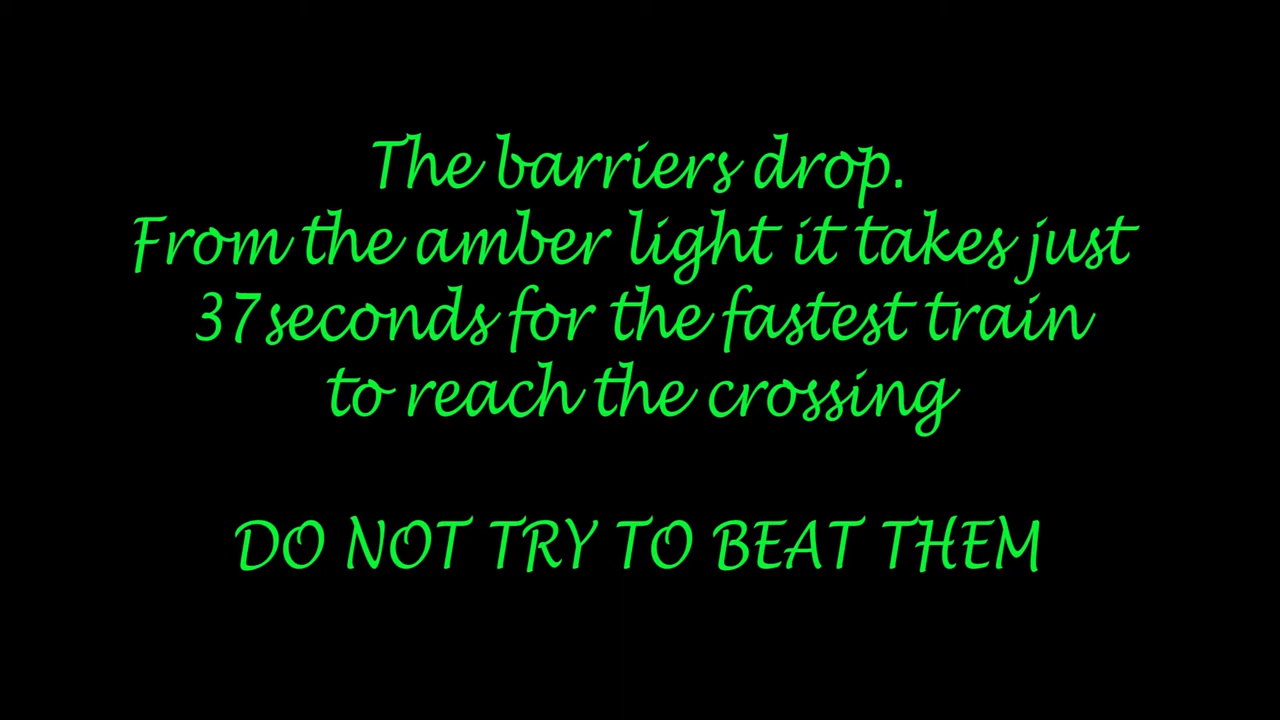 The barriers drop.
From the amber light it takes just
37seconds for the fastest train
to reach the crossing
DO NOT TRY TO BEAT THEM